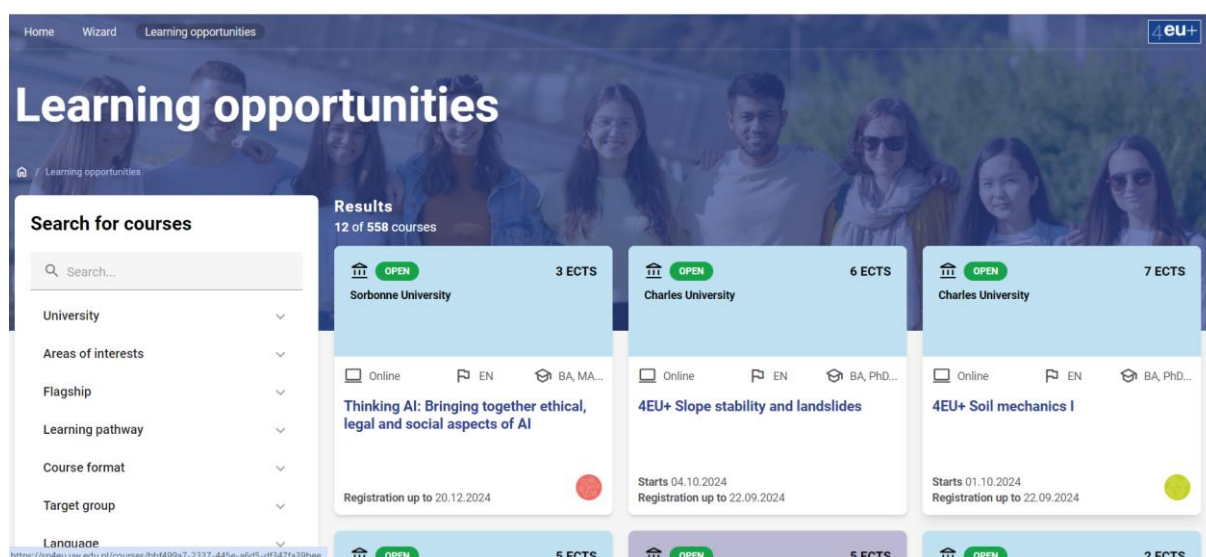 Home Wizard Learning opportunities
4eu+
Learning opportunities
/ Learning opportunities
Search for courses
Search...
University
Areas of interests
Flagship
Learning pathway
Course format
Target group
Language
Results
12 of 558 courses
OPEN 3 ECTS
Sorbonne University
Online EN BA, MA...
Thinking AI: Bringing together ethical,
legal and social aspects of AI
Registration up to 20.12.2024
OPEN 6 ECTS
Charles University
Online EN BA, PhD...
4EU+ Slope stability and landslides
Starts 04.10.2024
Registration up to 22.09.2024
OPEN 7 ECTS
Charles University
Online EN BA, PhD...
4EU+ Soil mechanics I
Starts 01.10.2024
Registration up to 22.09.2024
OPEN 5 ECTS
OPEN 5 ECTS
OPEN 2 ECTS